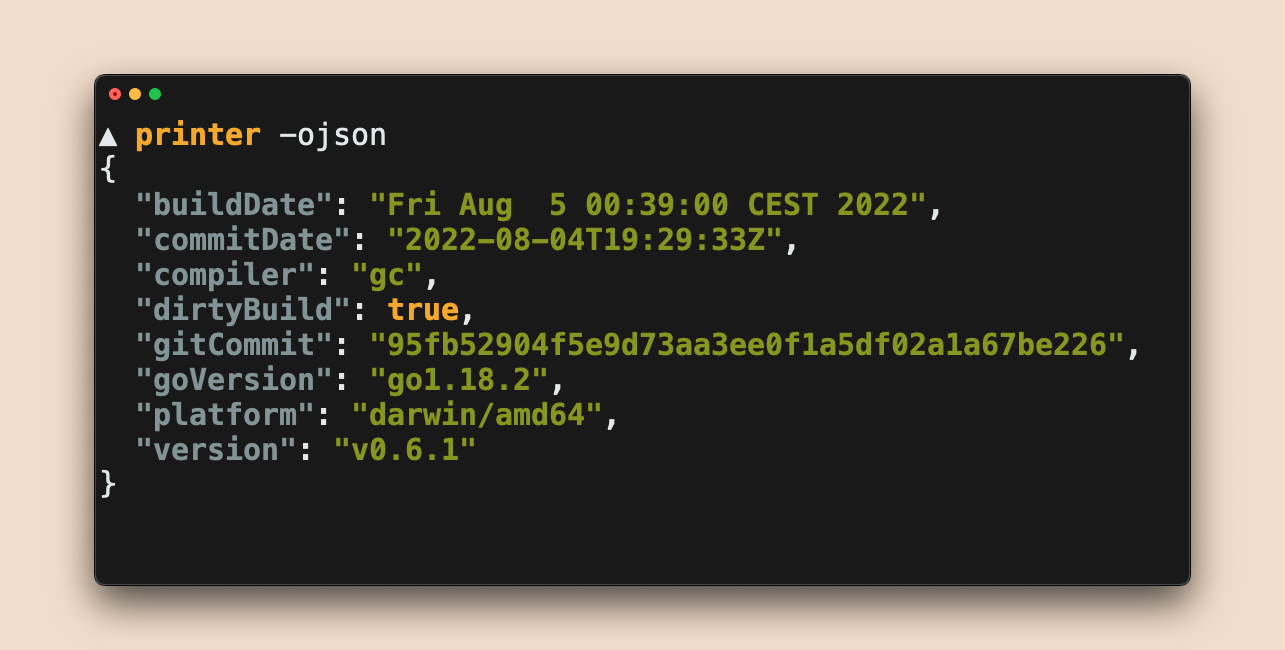 ▲ printer -ojson
{
  "buildDate": "Fri Aug  5 00:39:00 CEST 2022",
  "commitDate": "2022-08-04T19:29:33Z",
  "compiler": "gc",
  "dirtyBuild": true,
  "gitCommit": "95fb52904f5e9d73aa3ee0f1a5df02a1a67be226",
  "goVersion": "go1.18.2",
  "platform": "darwin/amd64",
  "version": "v0.6.1"
}